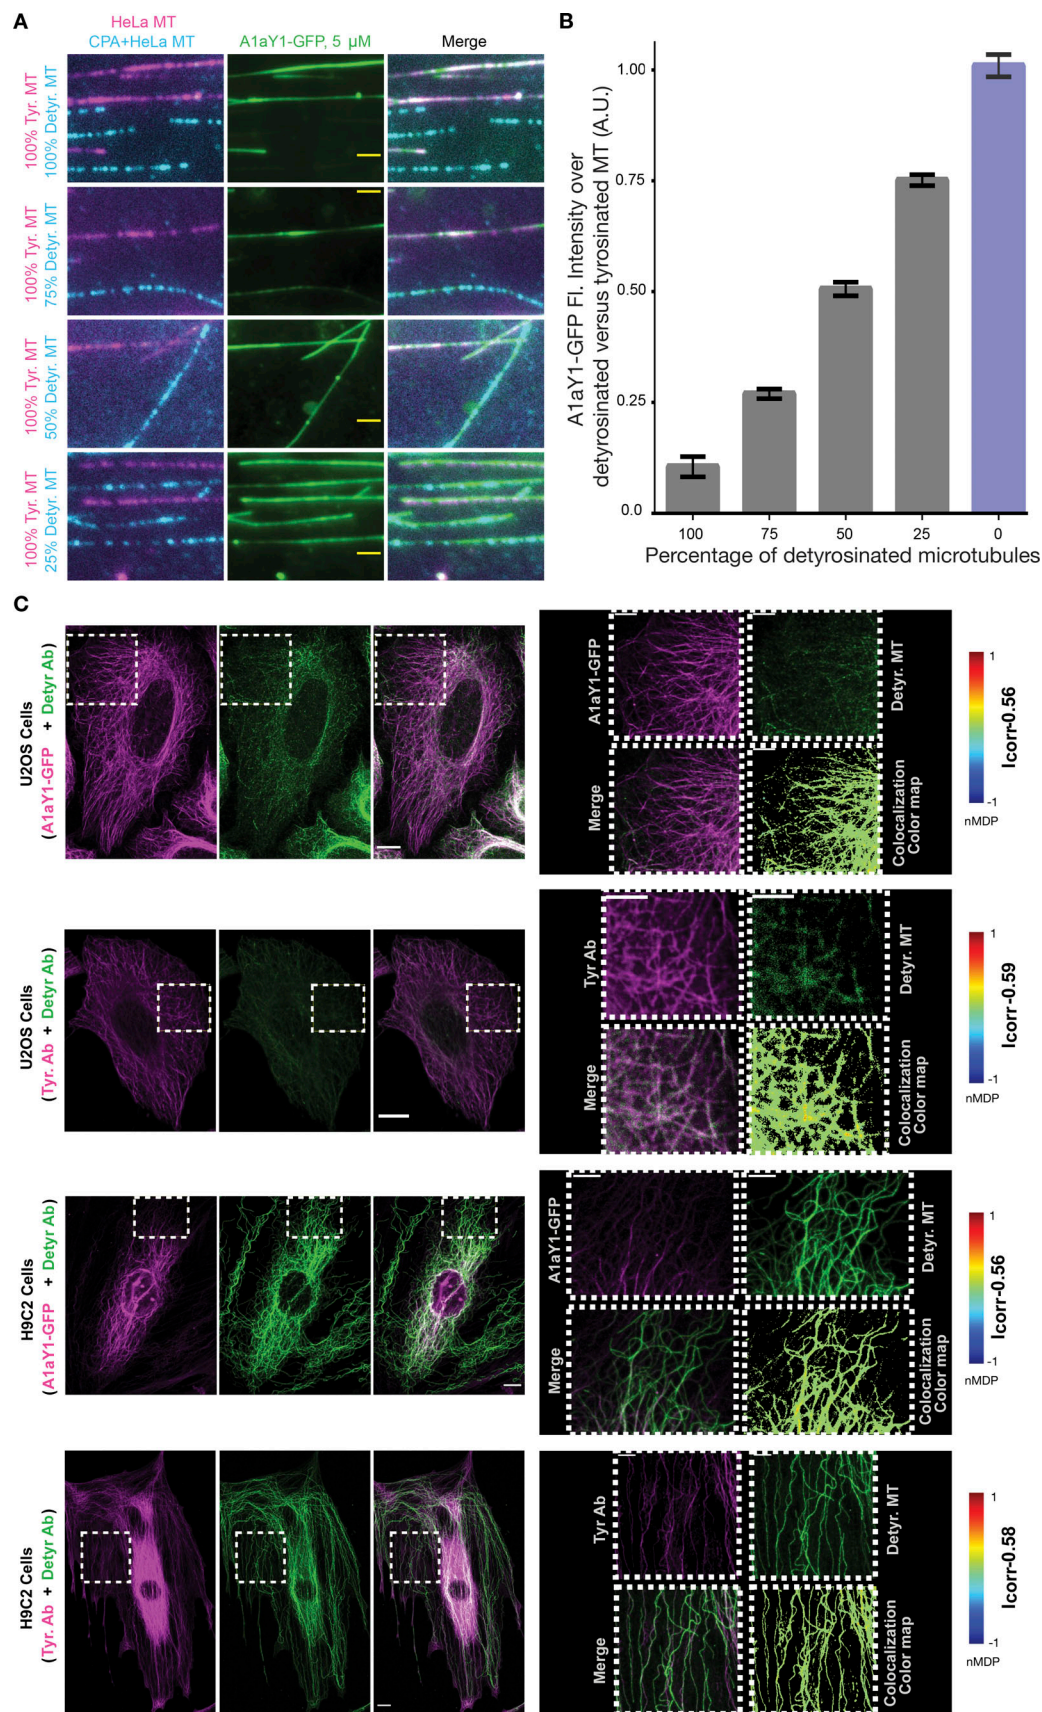 A
HeLa MT
CPA+HeLa MT
A1aY1-GFP, 5 µM
Merge
100% Tyr. MT
100% Detyr. MT
100% Tyr. MT
75% Detyr. MT
100% Tyr. MT
50% Detyr. MT
100% Tyr. MT
25% Detyr. MT
B
A1aY1-GFP Fl. Intensity over
detyrosinated versus tyrosinated MT (A.U.)
1.00
0.75
0.50
0.25
0.0
100
75
50
25
0
Percentage of detyrosinated microtubules
C
U2OS Cells
(A1aY1-GFP + Detyr Ab)
A1aY1-GFP
Detyr. MT
Merge
Colocalization
Color map
1
-1
nMDP
Icorr-0.56
U2OS Cells
(Tyr. Ab + Detyr Ab)
Tyr Ab
Detyr. MT
Merge
Colocalization
Color map
1
-1
nMDP
Icorr-0.59
H9C2 Cells
(A1aY1-GFP + Detyr Ab)
A1aY1-GFP
Detyr. MT
Merge
Colocalization
Color map
1
-1
nMDP
Icorr-0.56
H9C2 Cells
(Tyr. Ab + Detyr Ab)
Tyr Ab
Detyr. MT
Merge
Colocalization
Color map
1
-1
nMDP
Icorr-0.58